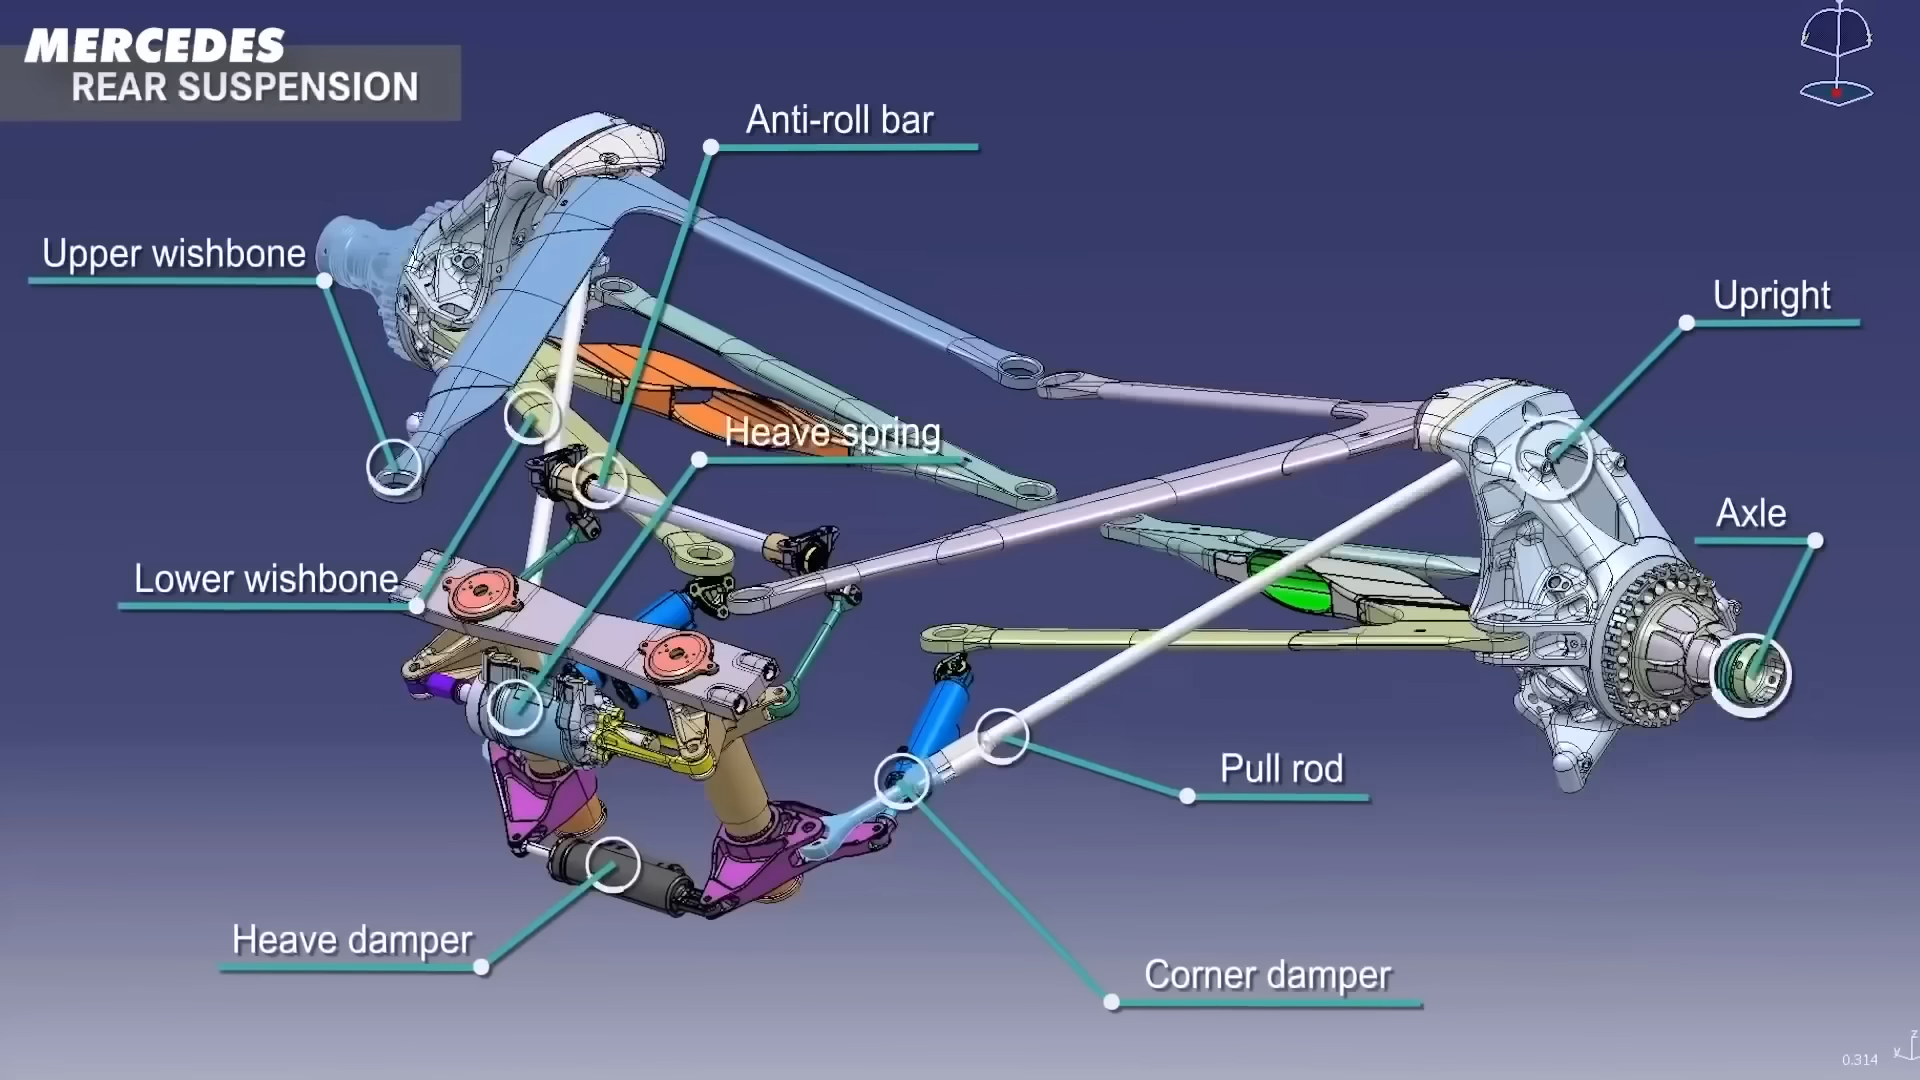 MERCEDES
REAR SUSPENSION
Anti-roll bar
Upper wishbone
Upright
Heave spring
Axle
Lower wishbone
Pull rod
Heave damper
Corner damper
0.314
z
y